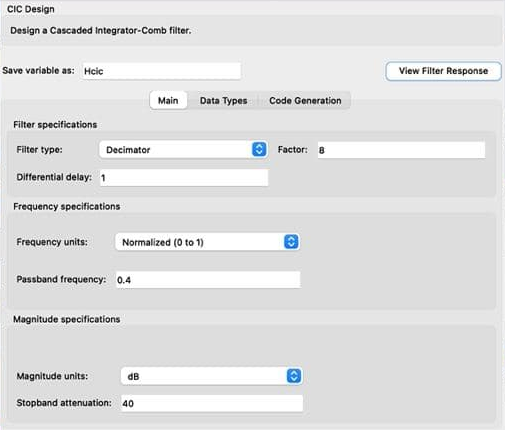 CIC Design
Design a Cascaded Integrator-Comb filter.
Save variable as: Hcic View Filter Response
Main Data Types Code Generation
Filter specifications
Filter type: Decimator Factor: 8
Differential delay: 1
Frequency specifications
Frequency units: Normalized (0 to 1)
Passband frequency: 0.4
Magnitude specifications
Magnitude units: dB
Stopband attenuation: 40